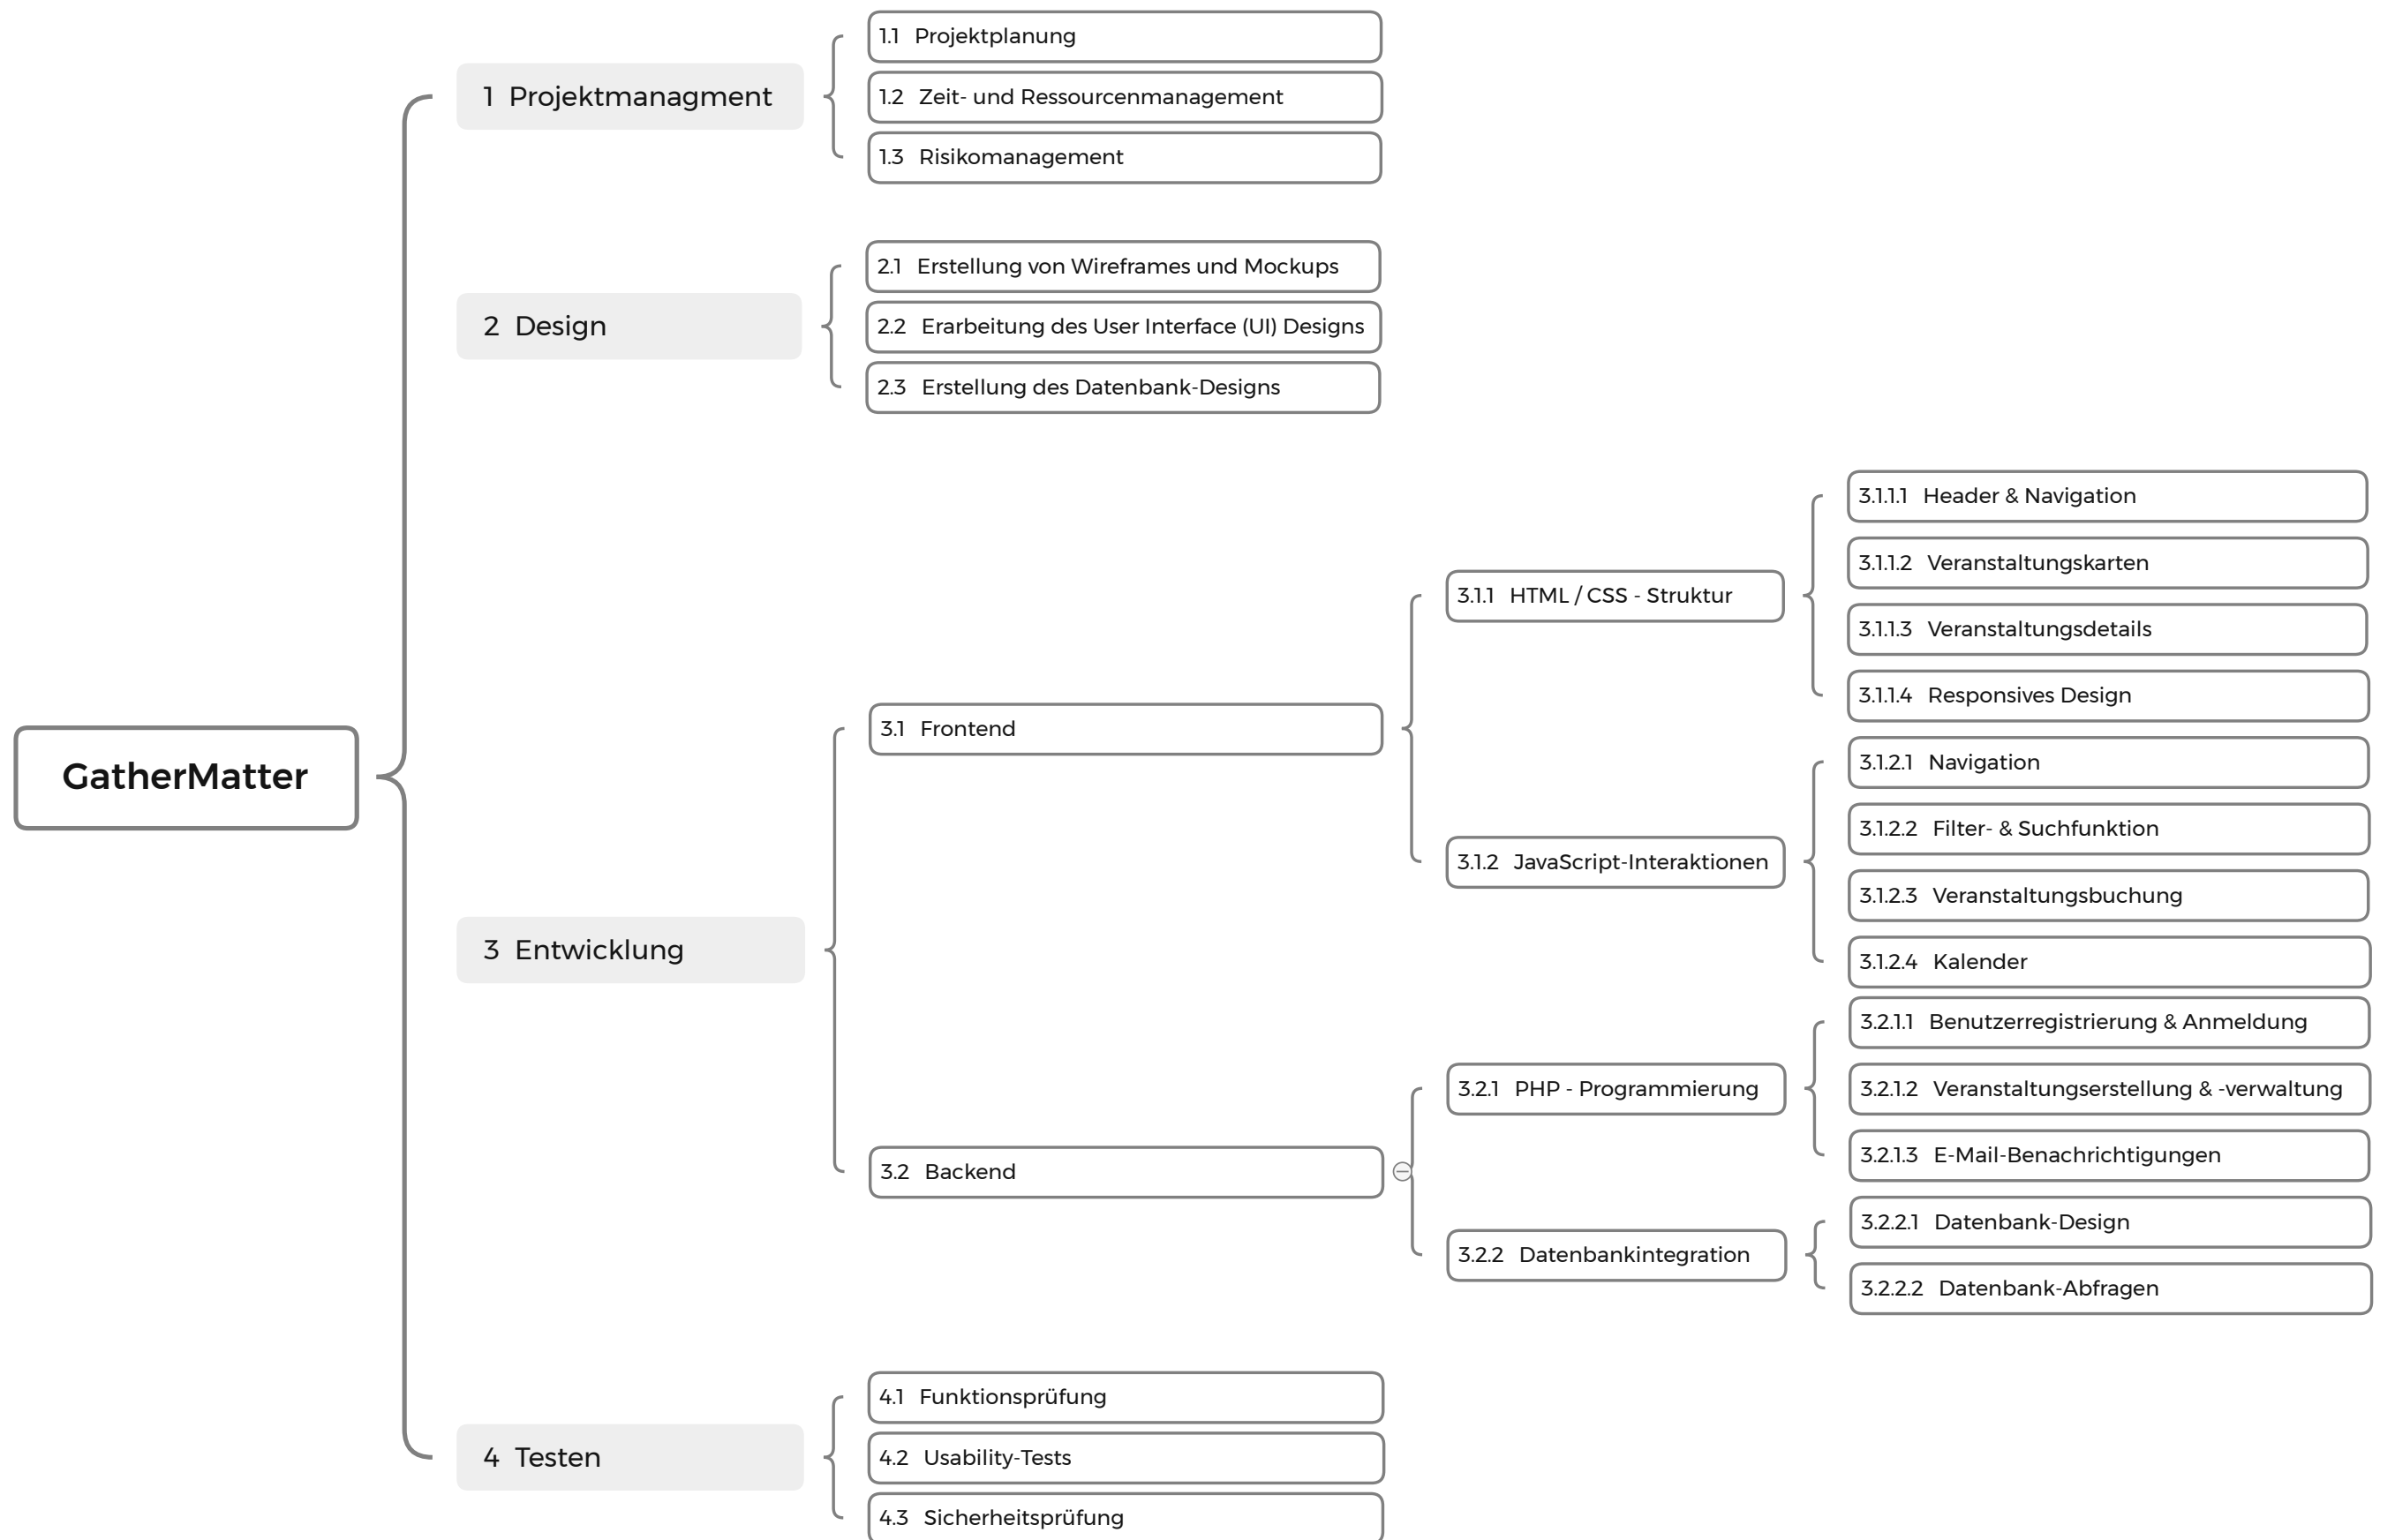 GatherMatter
1 Projektmanagment
1.1 Projektplanung
1.2 Zeit- und Ressourcenmanagement
1.3 Risikomanagement
2 Design
2.1 Erstellung von Wireframes und Mockups
2.2 Erarbeitung des User Interface (UI) Designs
2.3 Erstellung des Datenbank-Designs
3 Entwicklung
3.1 Frontend
3.1.1 HTML / CSS - Struktur
3.1.1.1 Header & Navigation
3.1.1.2 Veranstaltungskarten
3.1.1.3 Veranstaltungsdetails
3.1.1.4 Responsives Design
3.1.2 JavaScript-Interaktionen
3.1.2.1 Navigation
3.1.2.2 Filter- & Suchfunktion
3.1.2.3 Veranstaltungsbuchung
3.1.2.4 Kalender
3.2 Backend
3.2.1 PHP - Programmierung
3.2.1.1 Benutzerregistrierung & Anmeldung
3.2.1.2 Veranstaltungserstellung & -verwaltung
3.2.1.3 E-Mail-Benachrichtigungen
3.2.2 Datenbankintegration
3.2.2.1 Datenbank-Design
3.2.2.2 Datenbank-Abfragen
4 Testen
4.1 Funktionsprüfung
4.2 Usability-Tests
4.3 Sicherheitsprüfung